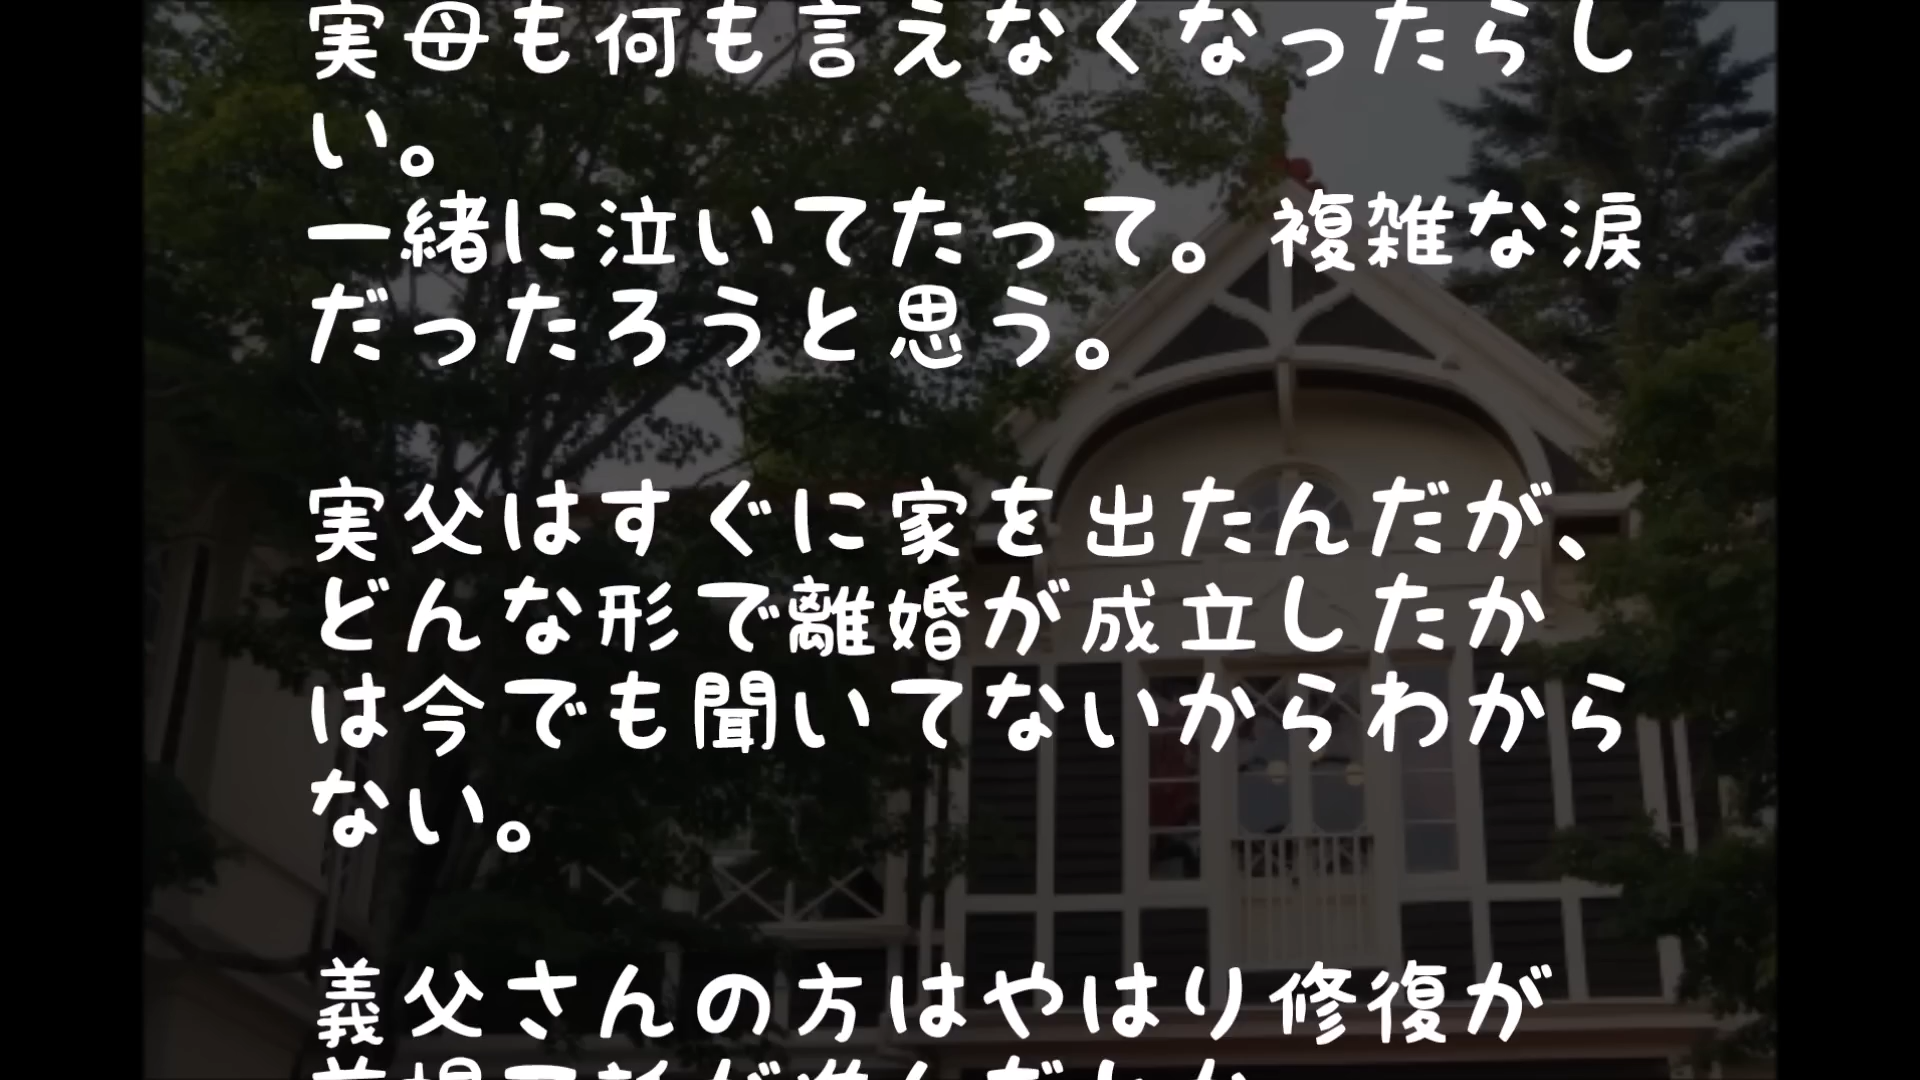 実母も何も言えなくなったらし
い。
一緒に泣いてたって。複雑な涙
だったろうと思う。
実父はすぐに家を出たんだが、
どんな形で離婚が成立したか
は今でも聞いてないからわから
ない。
義父さんの方はやはり修復が